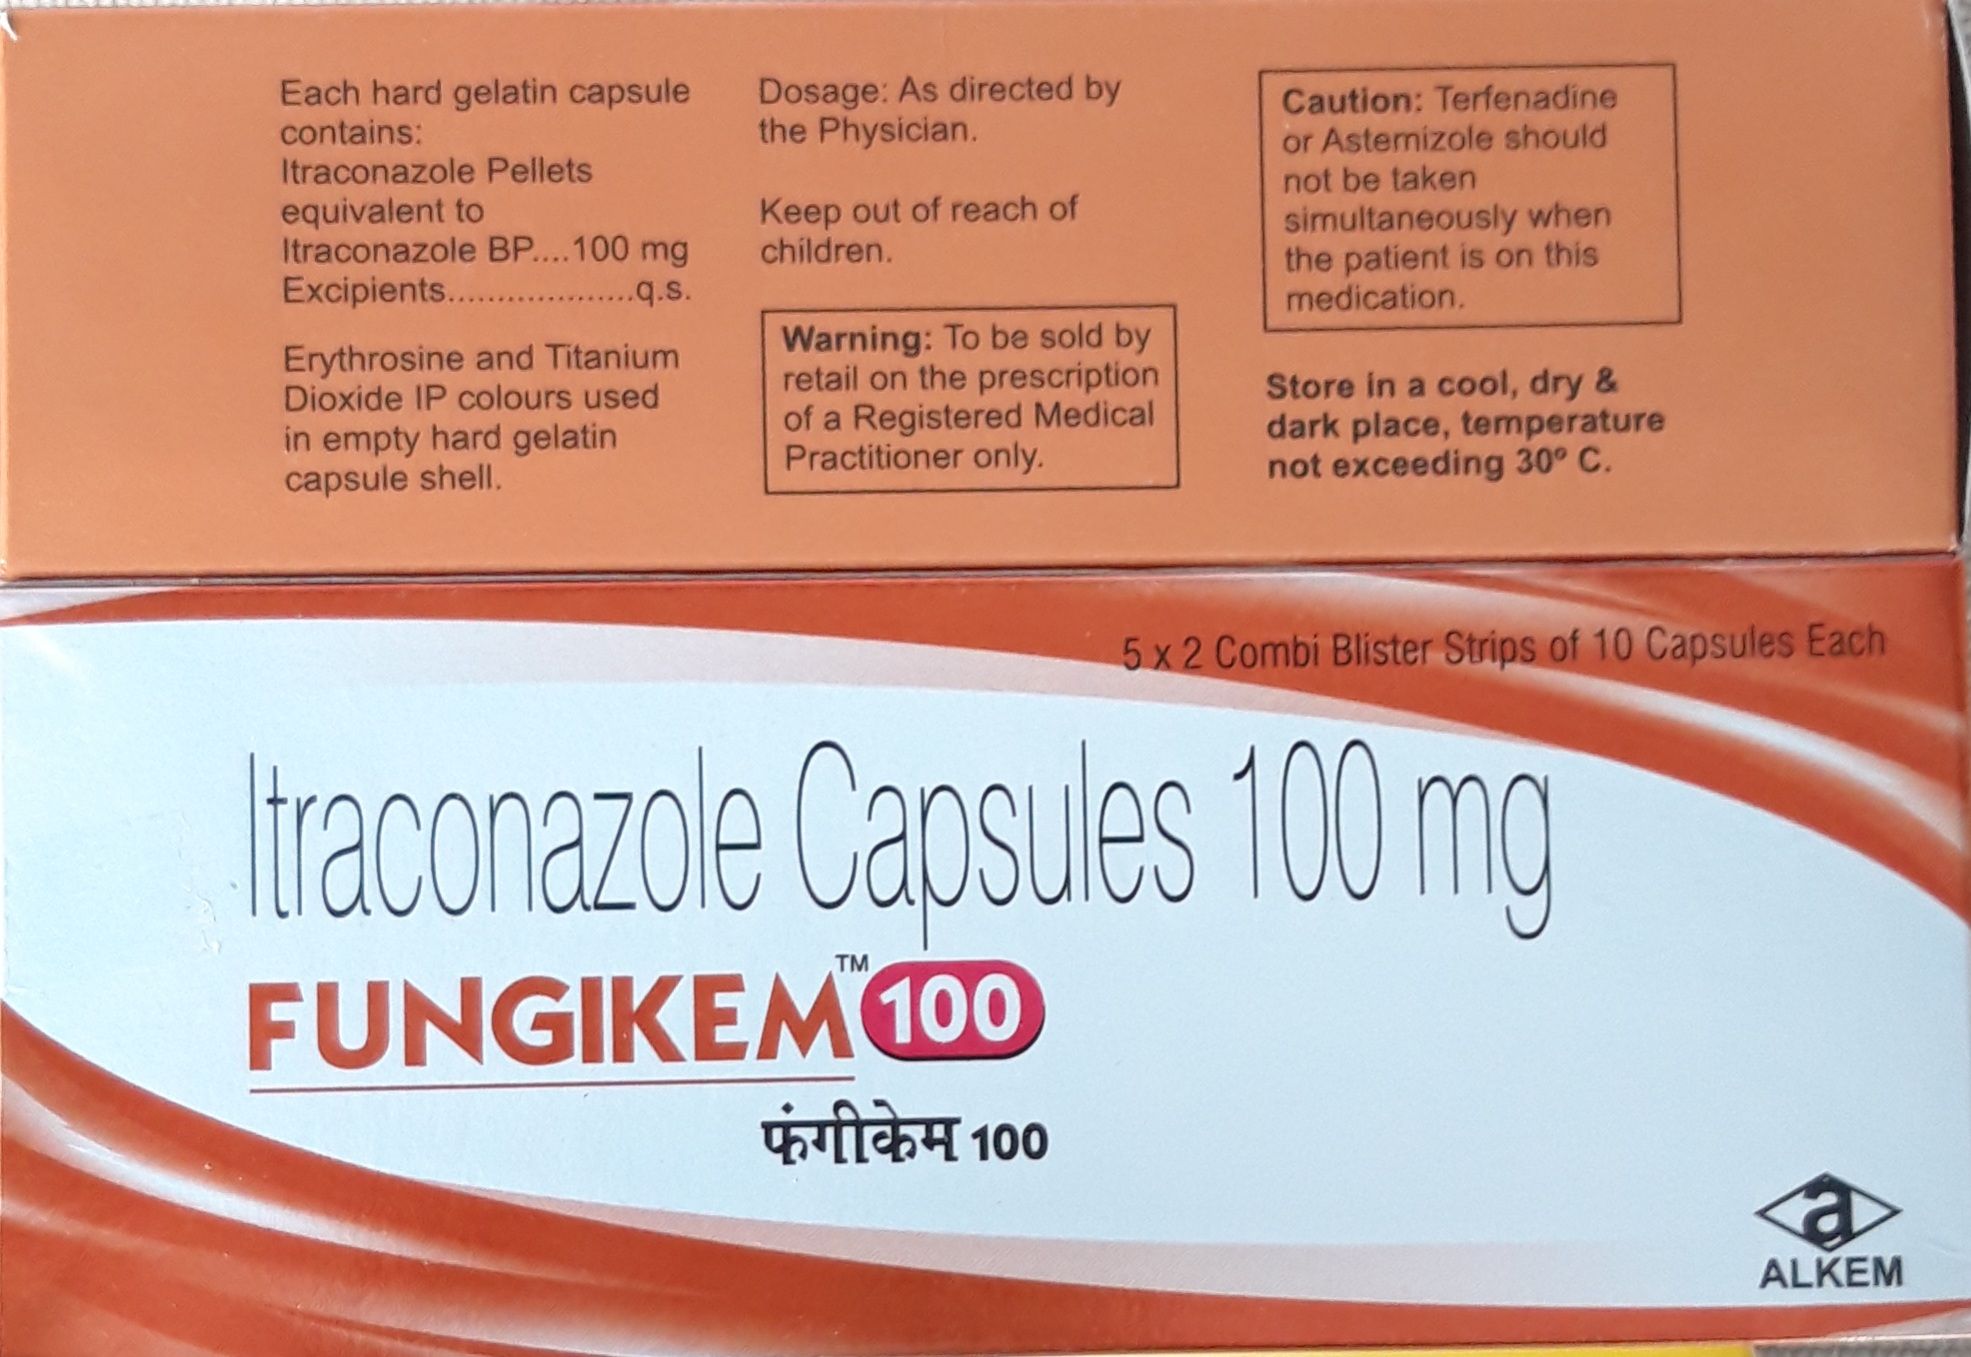 Each hard gelatin capsule
contains:
Itraconazole Pellets
equivalent to
Itraconazole BP....100 mg
Excipients...................q.s.
Erythrosine and Titanium
Dioxide IP colours used
in empty hard gelatin
capsule shell.
Dosage: As directed by
the Physician.
Keep out of reach of
children.
Warning: To be sold by
retail on the prescription
of a Registered Medical
Practitioner only.
Caution: Terfenadine
or Astemizole should
not be taken
simultaneously when
the patient is on this
medication.
Store in a cool, dry &
dark place, temperature
not exceeding 30º C.
5 x 2 Combi Blister Strips of 10 Capsules Each
Itraconazole Capsules 100 mg
FUNGIKEM™ 100
फंगीकेम 100
a
ALKEM